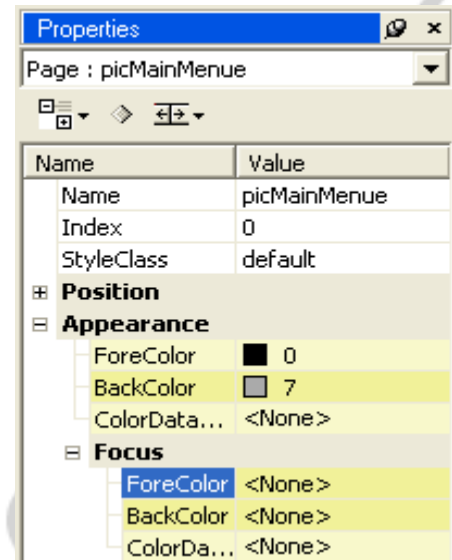 Properties
Page : picMainMenue
Name Value
Name picMainMenue
Index 0
StyleClass default
Position
Appearance
ForeColor 0
BackColor 7
ColorData... <None>
Focus
ForeColor <None>
BackColor <None>
ColorDa... <None>